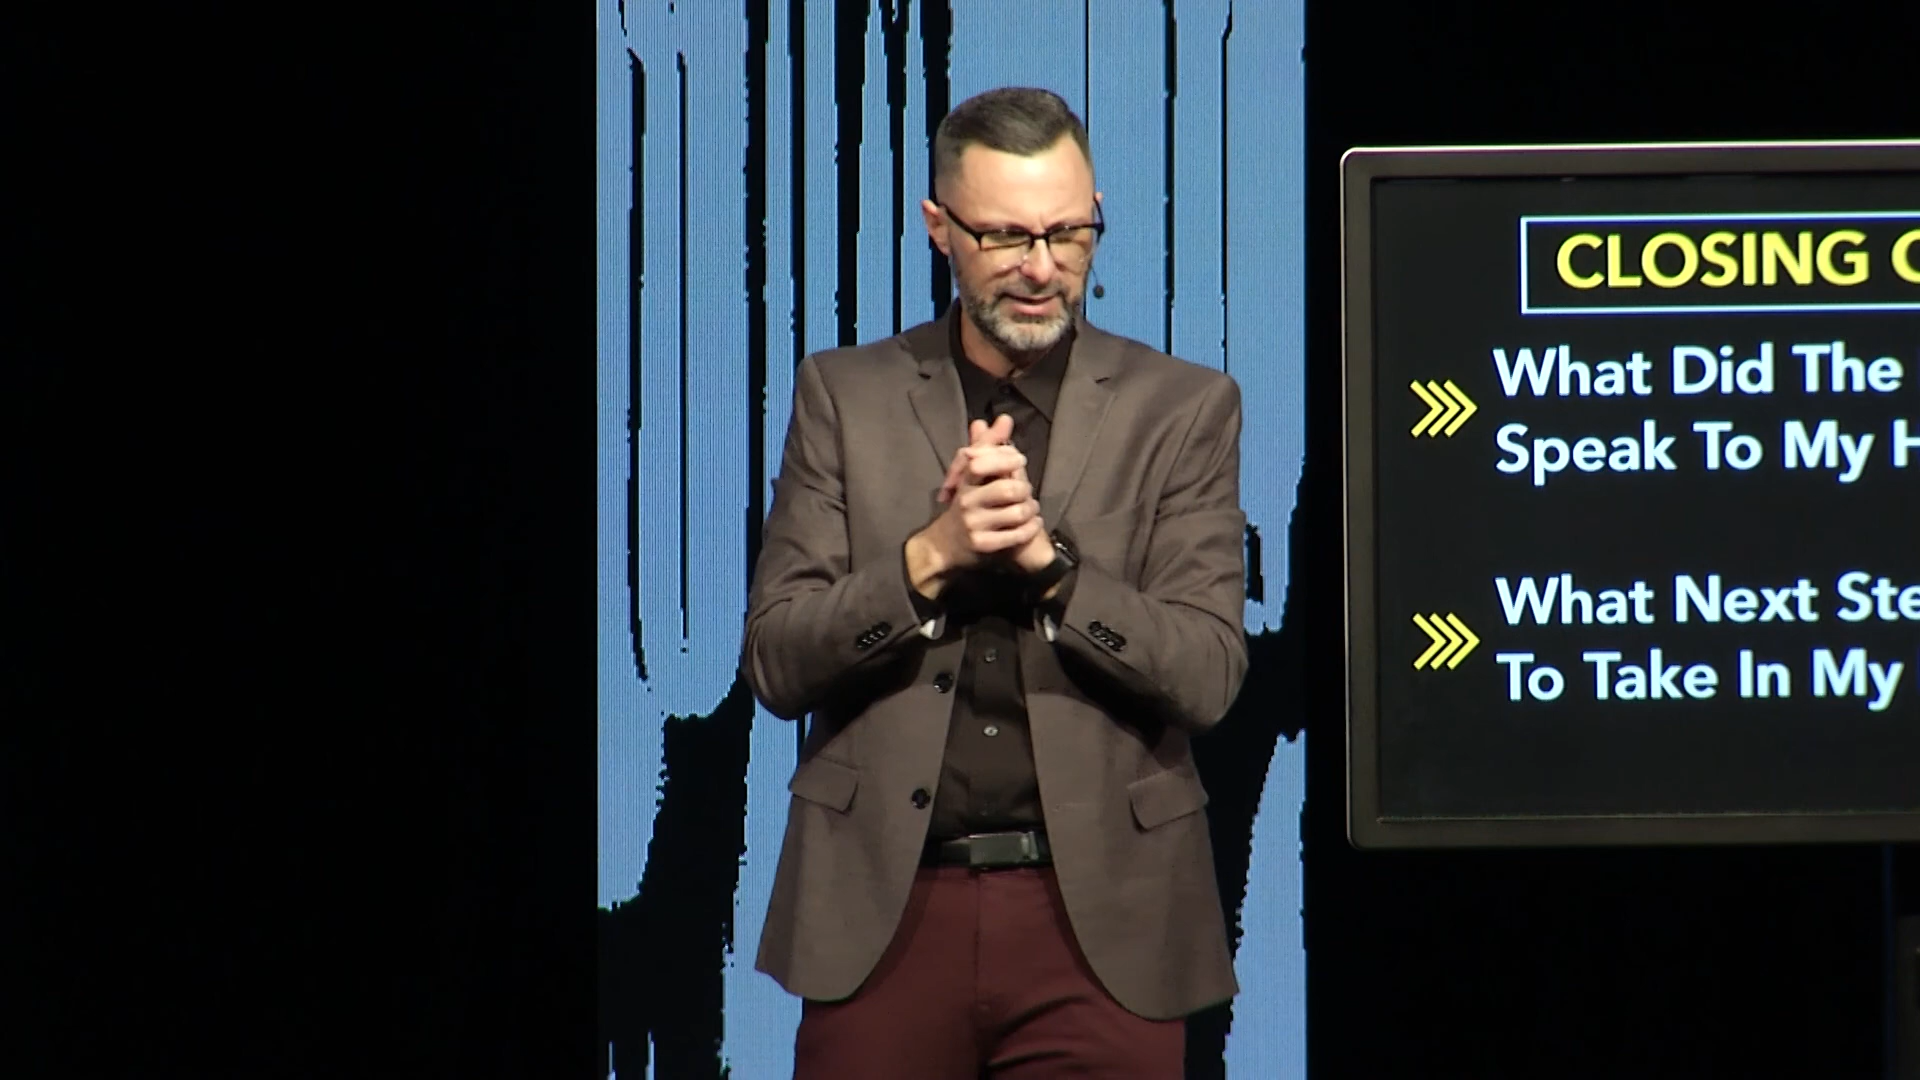 CLOSING
What Did The
Speak To My
What Next
To Take In My